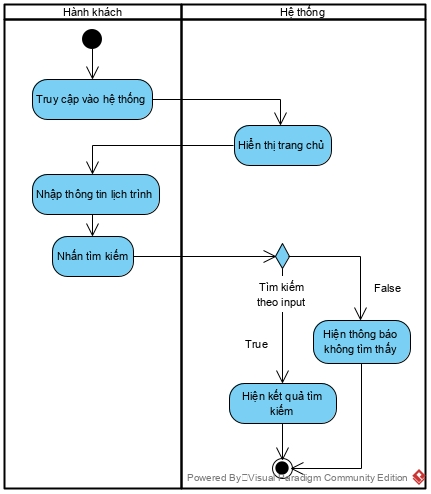 Hành khách
Hệ thống
Truy cập vào hệ thống
Hiển thị trang chủ
Nhập thông tin lịch trình
Nhấn tìm kiếm
Tìm kiếm
theo input
False
Hiện thông báo
không tìm thấy
True
Hiện kết quả tìm
kiếm
Powered By Visual Paradigm Community Edition